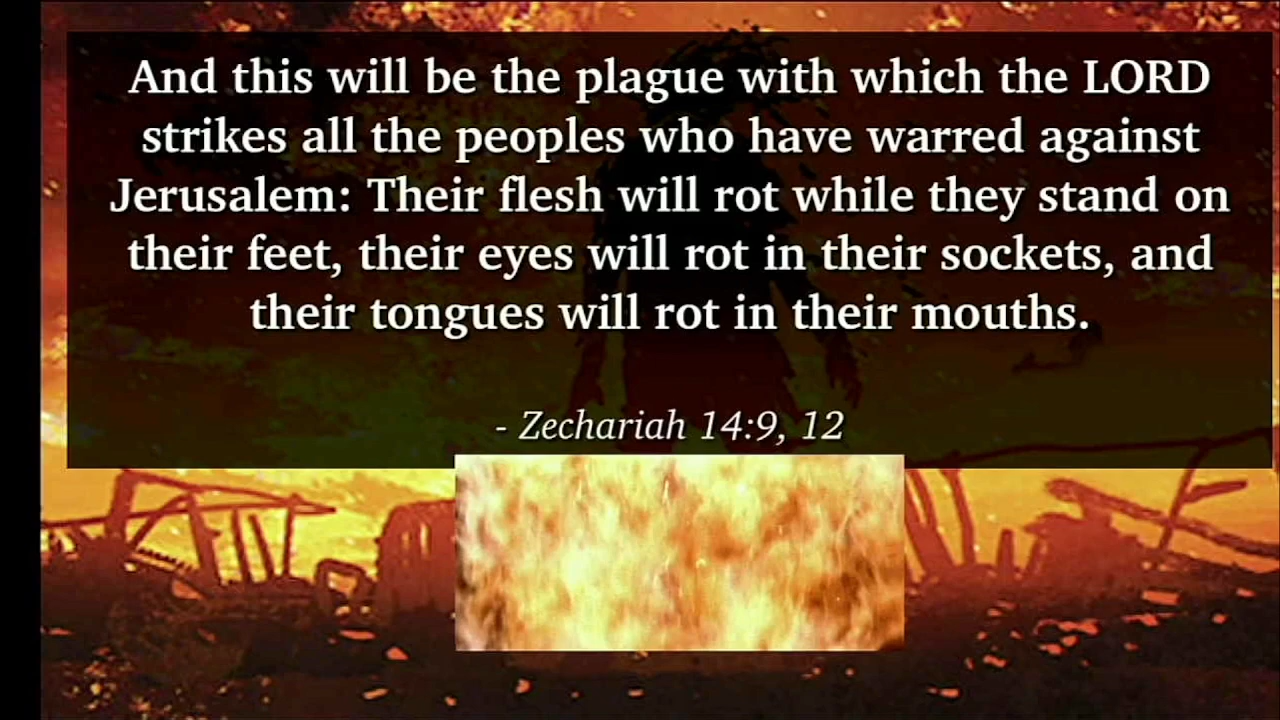 And this will be the plague with which the LORD
strikes all the peoples who have warred against
Jerusalem: Their flesh will rot while they stand on
their feet, their eyes will rot in their sockets, and
their tongues will rot in their mouths.
- Zechariah 14:9, 12